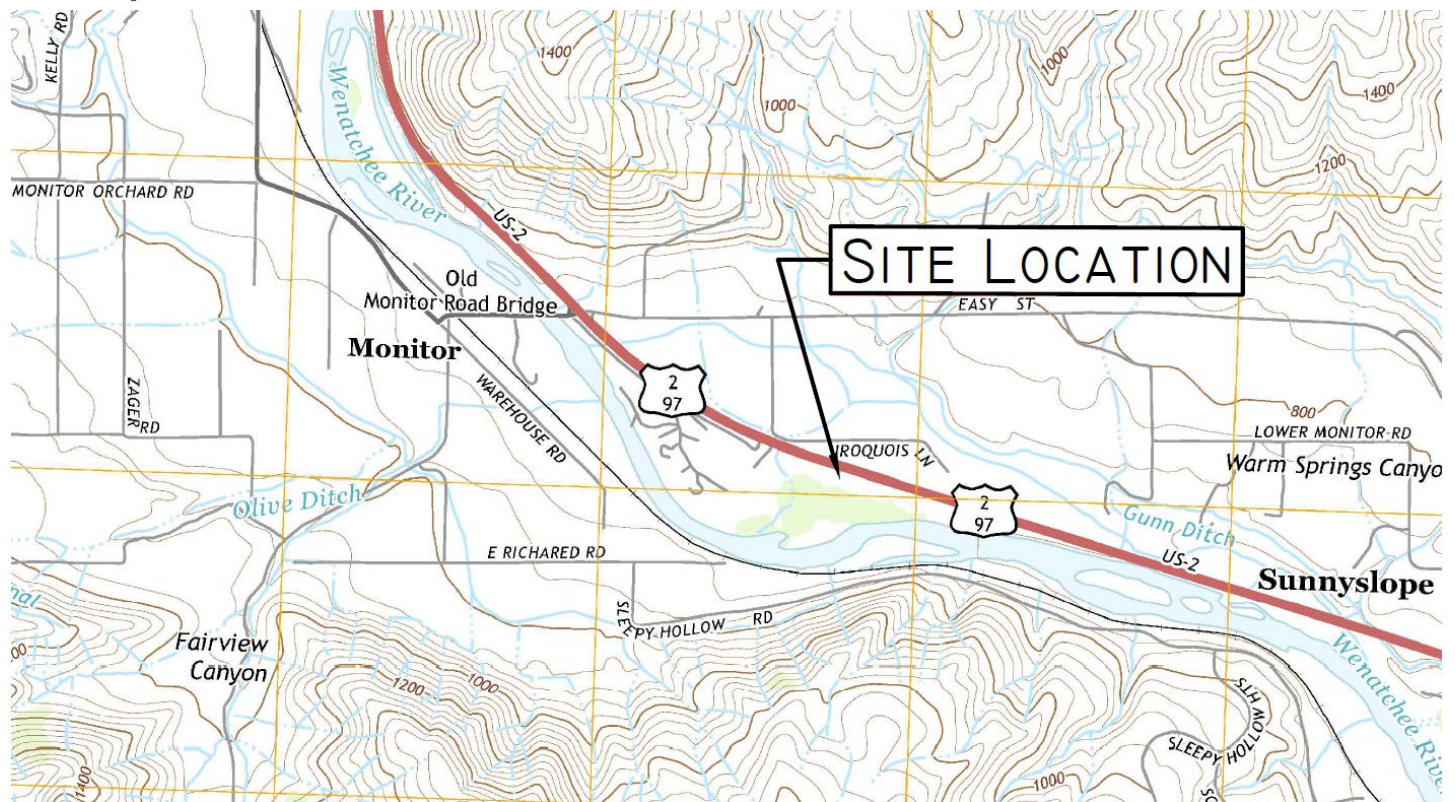 KELLY RD
1400
1000
1000
1400
1200
Wenatchee River
MONITOR ORCHARD RD
US-2
SITE LOCATION
Old
Monitor Road Bridge
EASY ST
Monitor
2
97
ZAGER RD
WAREHOUSE RD
800
LOWER MONITOR RD
IROQUOIS LN
Warm Springs Canyo
Olive Ditch
2
97
Gunn Ditch
US-2
E RICHARED RD
Sunnyslope
nal
SLEEPY HOLLOW RD
Fairview
Canyon
00
1200
1000
Wenatchee Rive
SLEEPY HOLLOW HTS
1400
1000